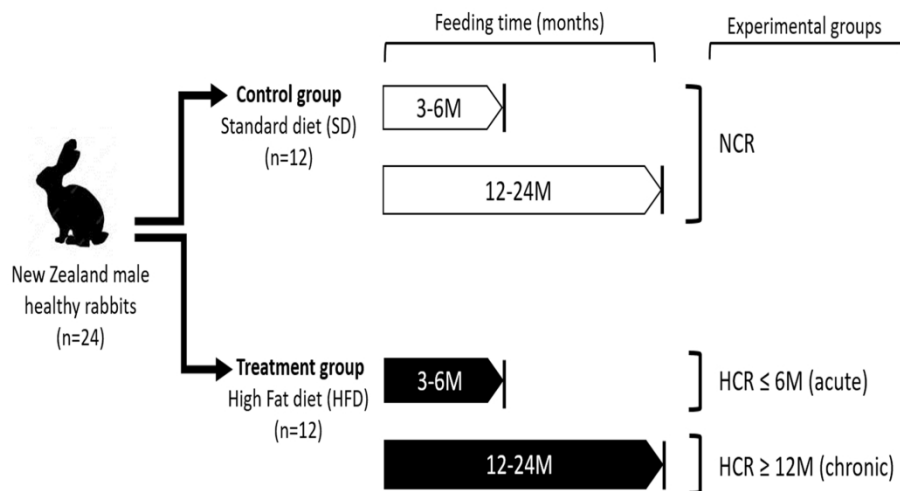 Feeding time (months)
Experimental groups
Control group
Standard diet (SD)
(n=12)
3-6M
12-24M
NCR
New Zealand male
healthy rabbits
(n=24)
Treatment group
High Fat diet (HFD)
(n=12)
3-6M
12-24M
HCR ≤ 6M (acute)
HCR ≥ 12M (chronic)